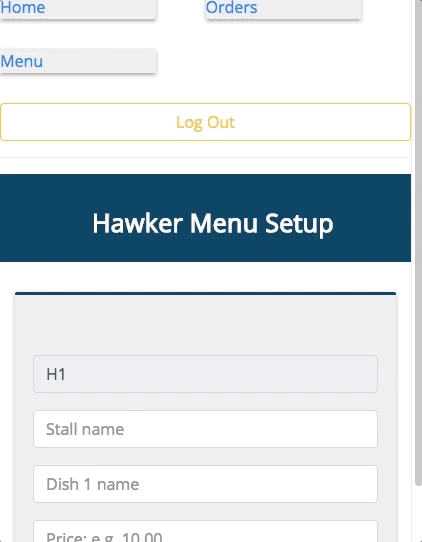 Home
Orders
Menu
Log Out
Hawker Menu Setup
H1
Stall name
Dish 1 name
Price: e.g. 10.00